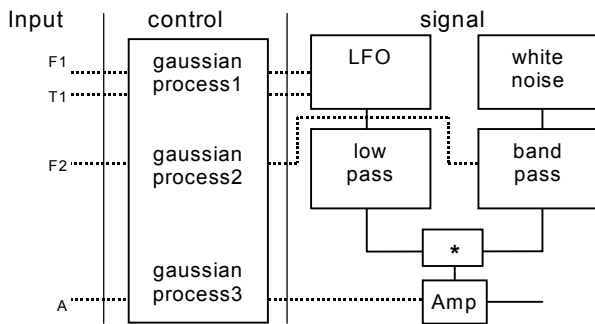 Input control signal
F1
T1
gaussian
process1
LFO
white
noise
F2
gaussian
process2
low
pass
band
pass
*
gaussian
process3
A
Amp